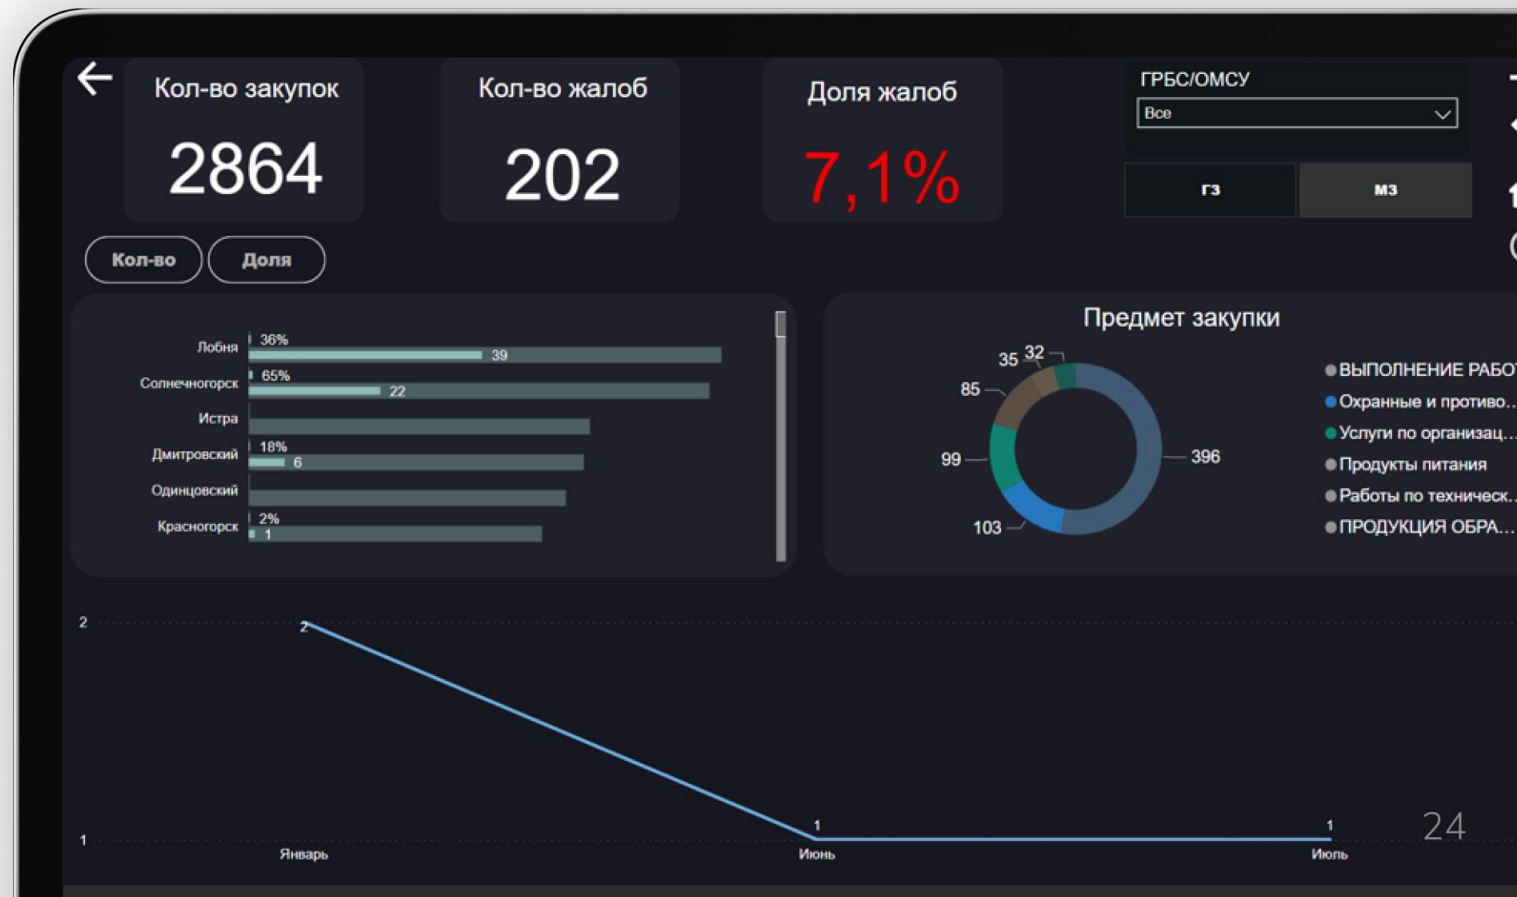 Кол-во закупок
2864
Кол-во жалоб
202
Доля жалоб
7,1%
ГРБС/ОМСУ
Все
ГЗ
МЗ
Кол-во
Доля
Лобня 36% 39
Солнечногорск 65% 22
Истра
Дмитровский 18% 6
Одинцовский
Красногорск 2% 1
Предмет закупки
35 32
85
99
396
103
ВЫПОЛНЕНИЕ РАБОТ
Охранные и противо...
Услуги по организац...
Продукты питания
Работы по техническ...
ПРОДУКЦИЯ ОБРА...
2
2
1
1
1
24
Январь
Июнь
Июль